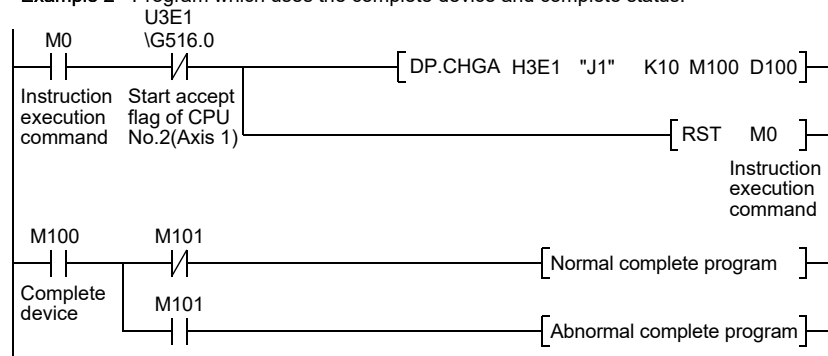 Example 2 Program which uses the complete device and complete status.
U3E1
M0 \G516.0
DP.CHGA H3E1 "J1" K10 M100 D100
Instruction execution command
Start accept flag of CPU No.2(Axis 1)
RST M0
Instruction execution command
M100 M101
Normal complete program
Complete device
M101
Abnormal complete program